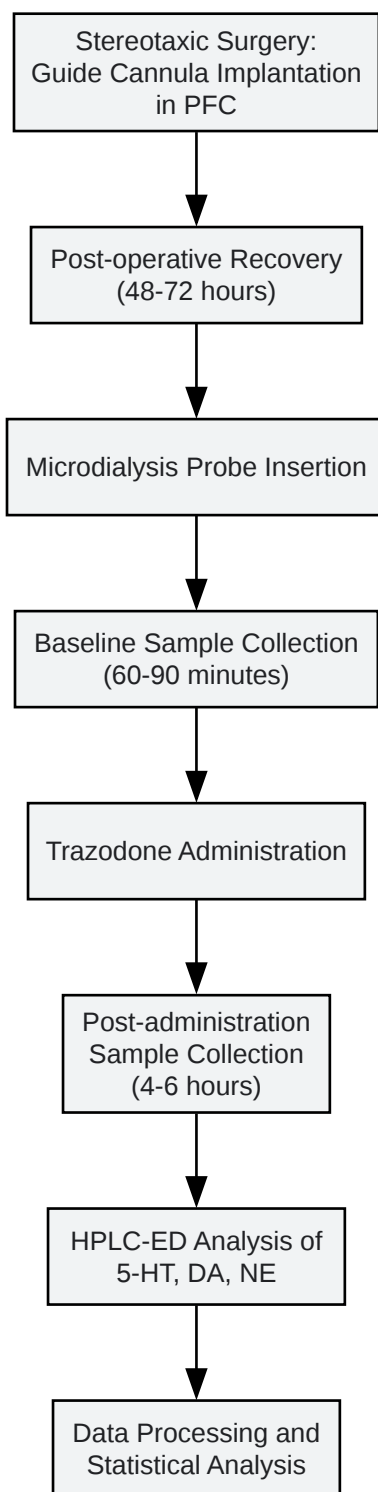 Stereotaxic Surgery:
Guide Cannula Implantation
in PFC
Post-operative Recovery
(48-72 hours)
Microdialysis Probe Insertion
Baseline Sample Collection
(60-90 minutes)
Trazodone Administration
Post-administration
Sample Collection
(4-6 hours)
HPLC-ED Analysis of
5-HT, DA, NE
Data Processing and
Statistical Analysis